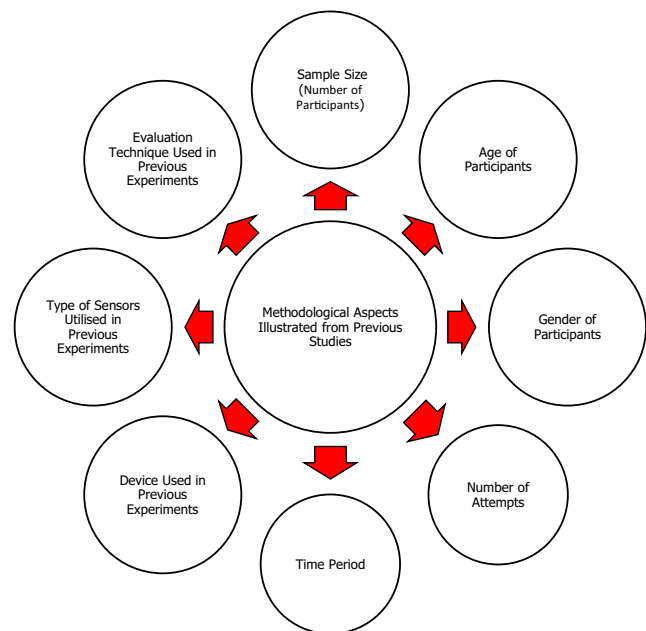 Sample Size
(Number of
Participants)
Evaluation
Technique Used in
Previous
Experiments
Age of
Participants
Type of Sensors
Utilised in
Previous
Experiments
Methodological Aspects
Illustrated from Previous
Studies
Gender of
Participants
Device Used in
Previous
Experiments
Number of
Attempts
Time Period